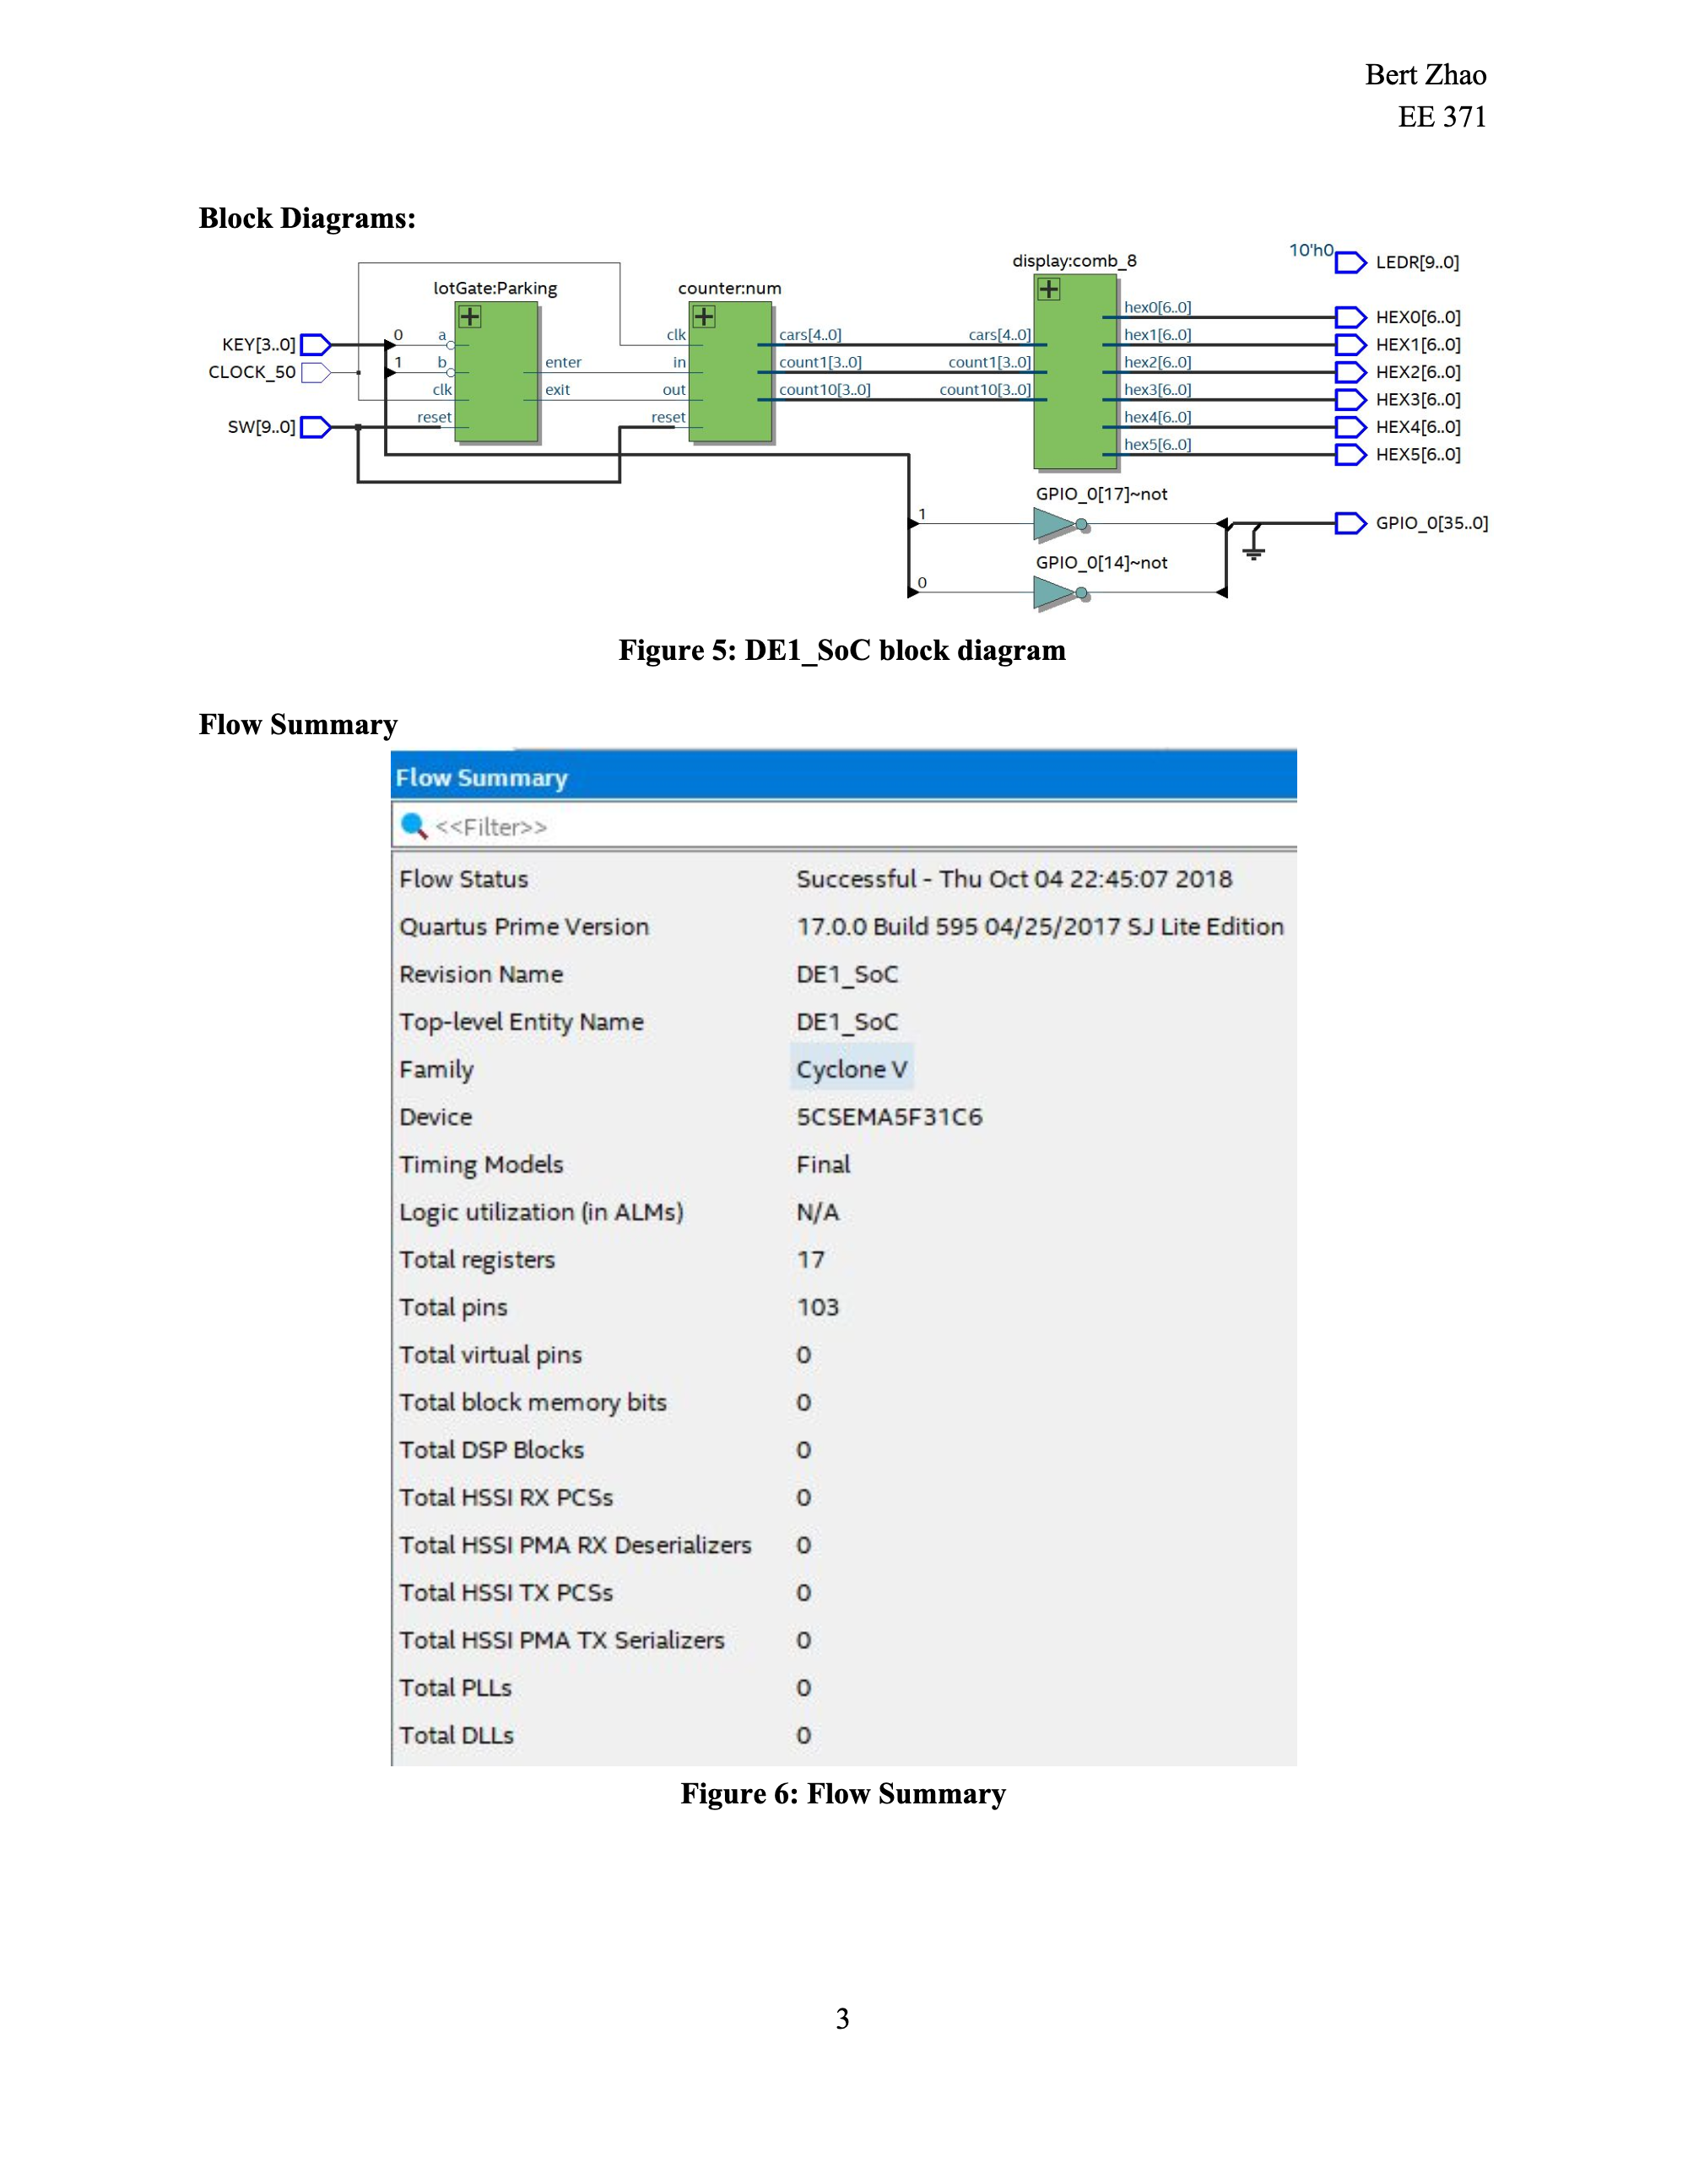 Bert Zhao
EE 371
Block Diagrams:
10'h0
LEDR[9..0]
display:comb_8
lotGate:Parking
counter:num
hex0[6..0]
HEX0[6..0]
KEY[3..0]
0
a
clk
cars[4..0]
cars[4..0]
hex1[6..0]
HEX1[6..0]
CLOCK_50
1
b
enter
in
count1[3..0]
count1[3..0]
hex2[6..0]
HEX2[6..0]
clk
exit
out
count10[3..0]
count10[3..0]
hex3[6..0]
HEX3[6..0]
SW[9..0]
reset
reset
hex4[6..0]
HEX4[6..0]
hex5[6..0]
HEX5[6..0]
GPIO_0[17]~not
1
GPIO_0[35..0]
GPIO_0[14]~not
0
Figure 5: DE1_SoC block diagram
Flow Summary
Flow Summary
<<Filter>>
Flow Status Successful - Thu Oct 04 22:45:07 2018
Quartus Prime Version 17.0.0 Build 595 04/25/2017 SJ Lite Edition
Revision Name DE1_SoC
Top-level Entity Name DE1_SoC
Family Cyclone V
Device 5CSEMA5F31C6
Timing Models Final
Logic utilization (in ALMs) N/A
Total registers 17
Total pins 103
Total virtual pins 0
Total block memory bits 0
Total DSP Blocks 0
Total HSSI RX PCSs 0
Total HSSI PMA RX Deserializers 0
Total HSSI TX PCSs 0
Total HSSI PMA TX Serializers 0
Total PLLs 0
Total DLLs 0
Figure 6: Flow Summary
3